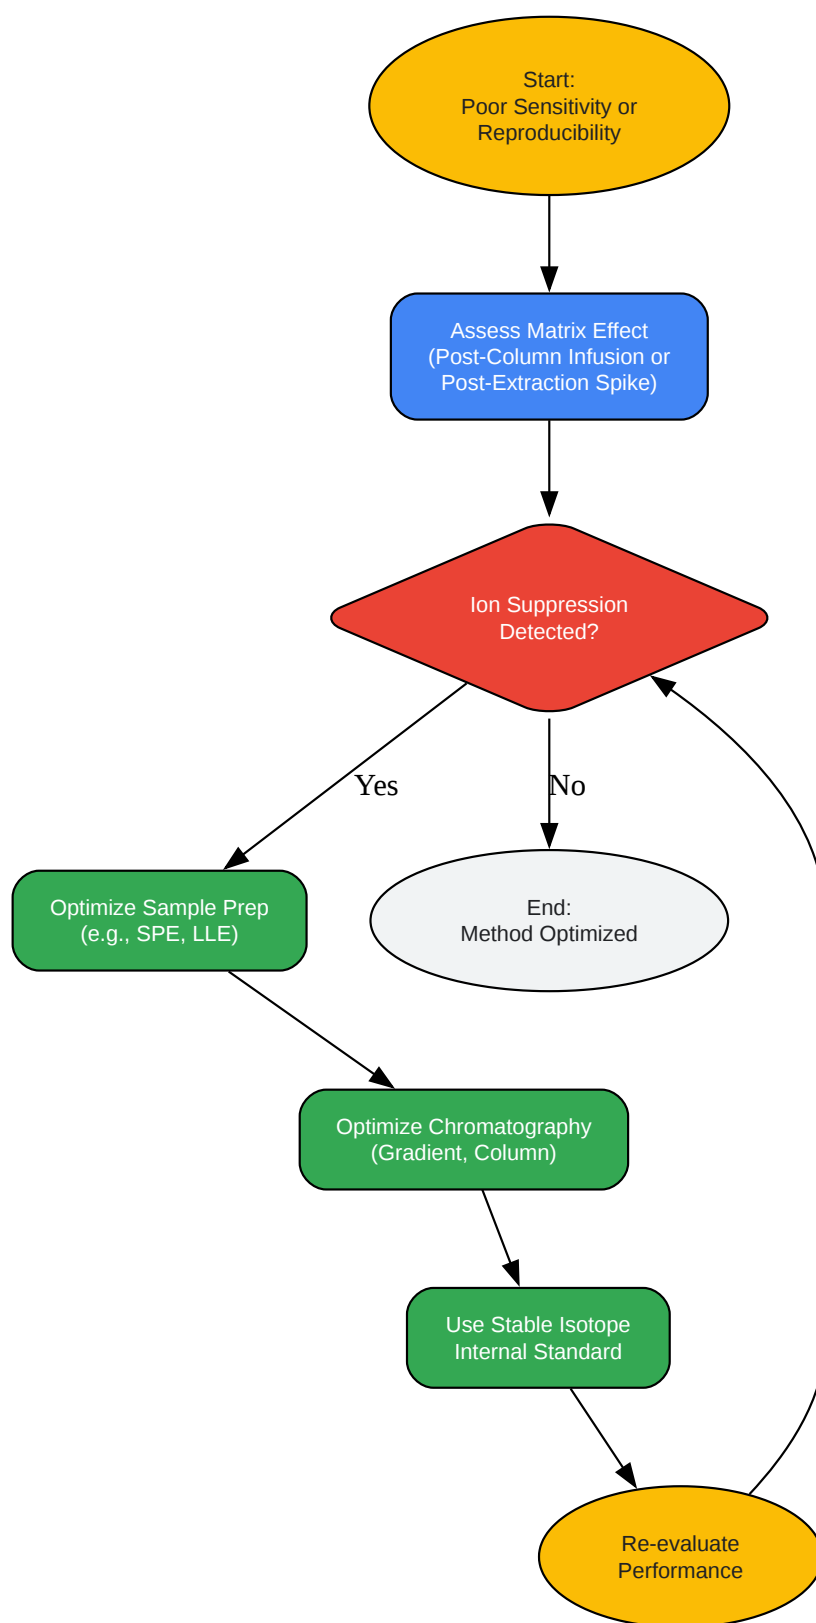 Start:
Poor Sensitivity or
Reproducibility
Assess Matrix Effect
(Post-Column Infusion or
Post-Extraction Spike)
Ion Suppression
Detected?
Yes
No
Optimize Sample Prep
(e.g., SPE, LLE)
End:
Method Optimized
Optimize Chromatography
(Gradient, Column)
Use Stable Isotope
Internal Standard
Re-evaluate
Performance